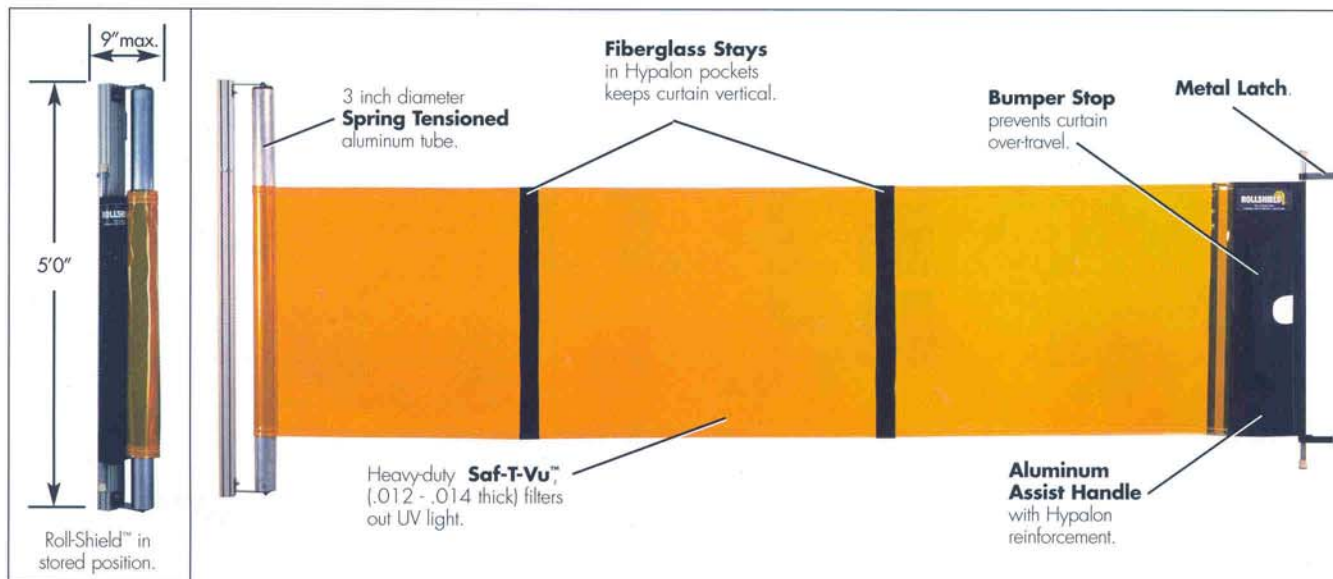 9" max.
5'0"
ROLLSHIELD
Roll-Shield™ in
stored position.
3 inch diameter
Spring Tensioned
aluminum tube.
Fiberglass Stays
in Hypalon pockets
keeps curtain vertical.
Bumper Stop
prevents curtain
over-travel.
Metal Latch.
ROLLSHIELD
Heavy-duty Saf-T-Vu™,
(.012 - .014 thick) filters
out UV light.
Aluminum
Assist Handle
with Hypalon
reinforcement.